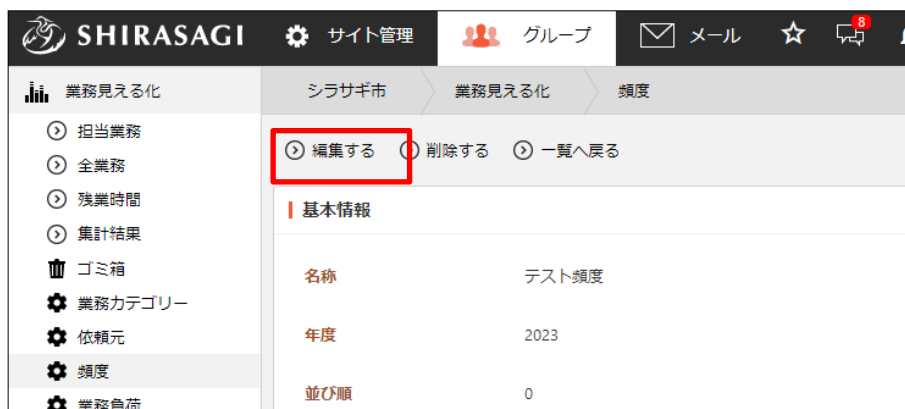 SHIRASAGI サイト管理 グループ メール 8
業務見える化
シラサギ市 業務見える化 頻度
担当業務
全業務
残業時間
集計結果
ゴミ箱
業務カテゴリー
依頼元
頻度
業務負荷
編集する 削除する 一覧へ戻る
基本情報
名称 テスト頻度
年度 2023
並び順 0